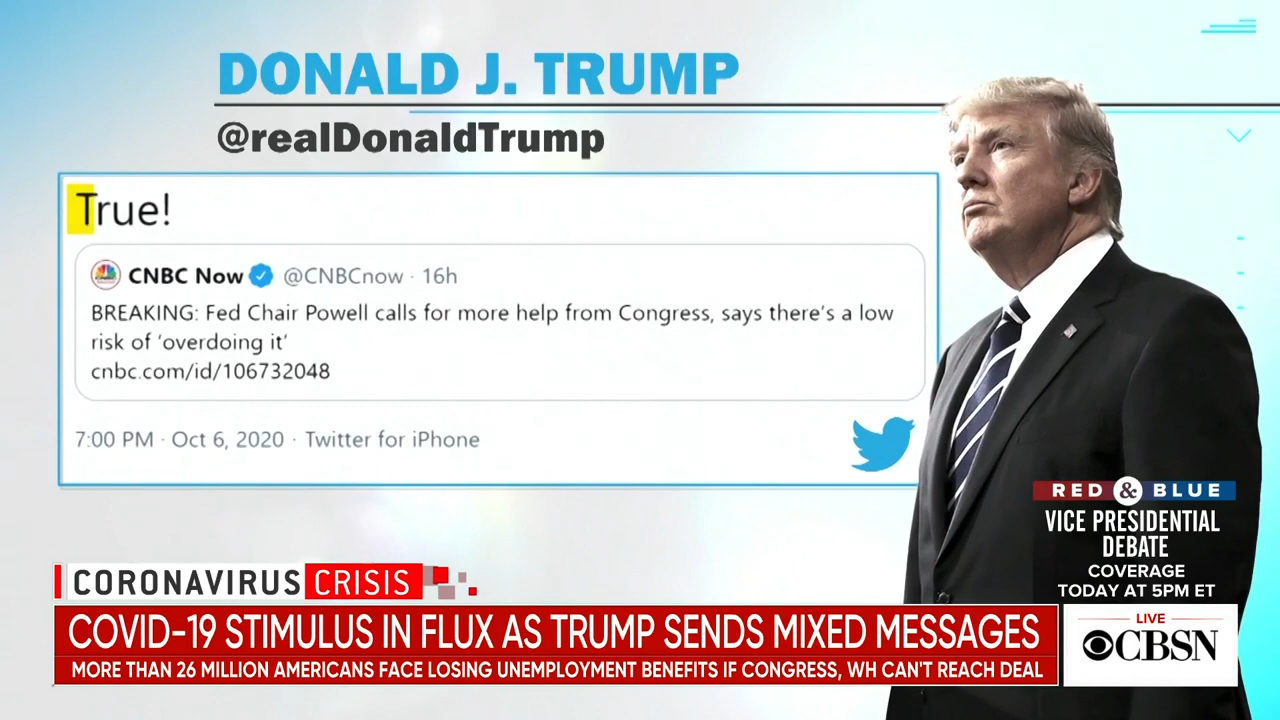 DONALD J. TRUMP
@realDonaldTrump
True!
CNBC Now @CNBCnow · 16h
BREAKING: Fed Chair Powell calls for more help from Congress, says there's a low
risk of 'overdoing it'
cnbc.com/id/106732048
7:00 PM · Oct 6, 2020 · Twitter for iPhone
RED & BLUE
VICE PRESIDENTIAL
DEBATE
COVERAGE
TODAY AT 5PM ET
CORONAVIRUS CRISIS
COVID-19 STIMULUS IN FLUX AS TRUMP SENDS MIXED MESSAGES
MORE THAN 26 MILLION AMERICANS FACE LOSING UNEMPLOYMENT BENEFITS IF CONGRESS, WH CAN'T REACH DEAL
LIVE
CBSN